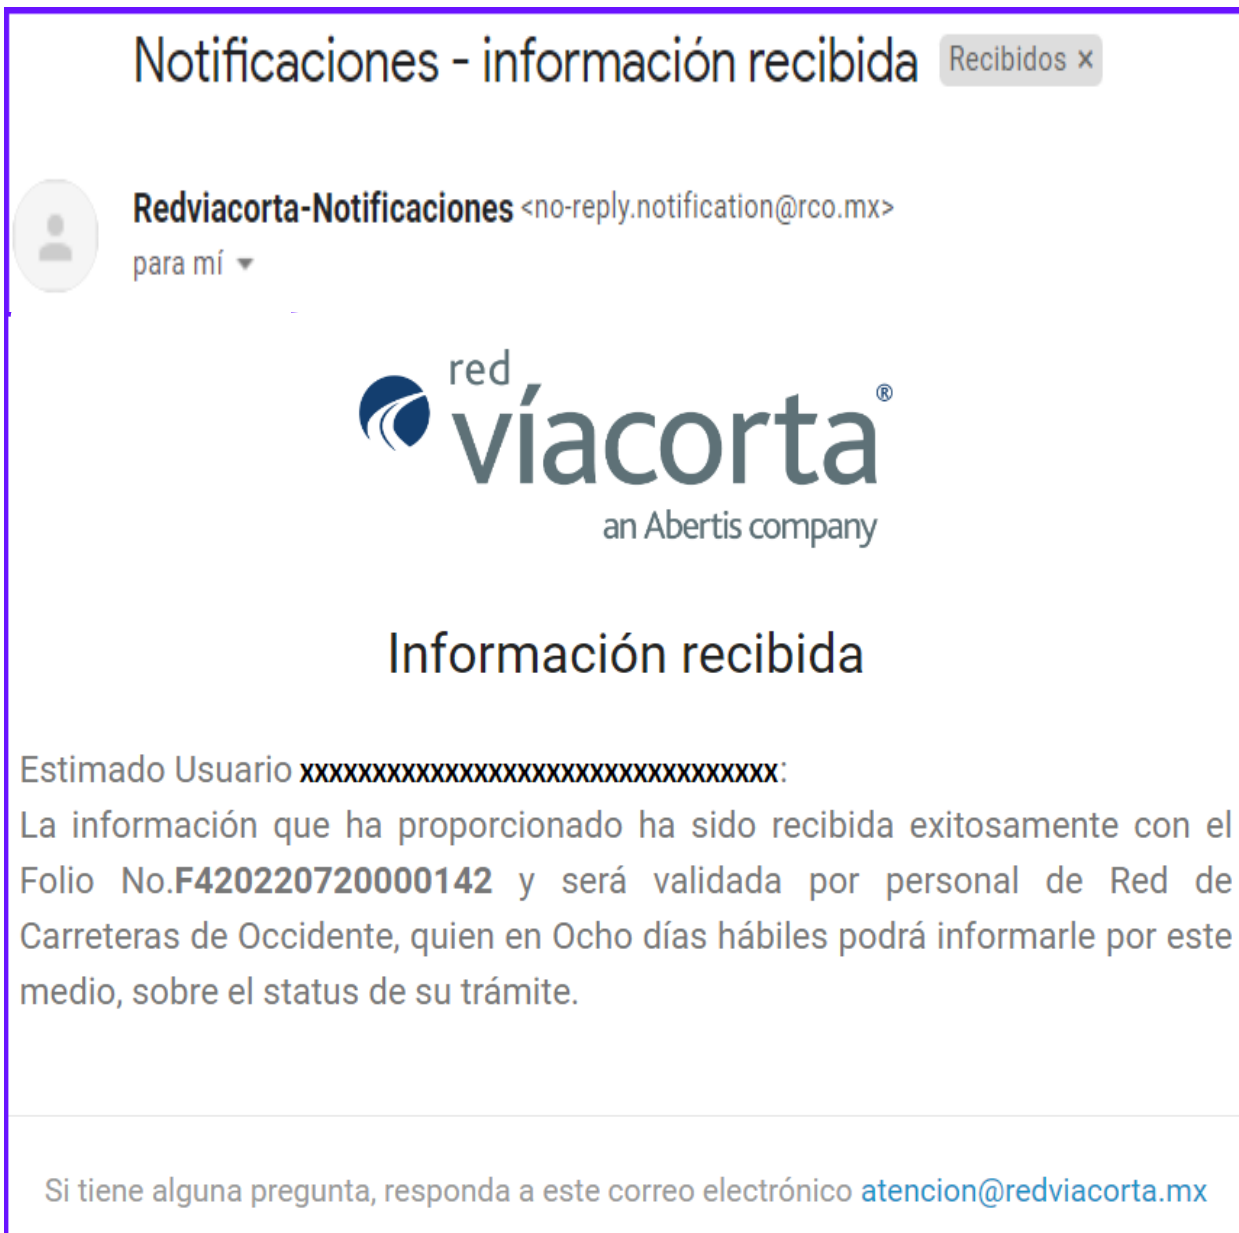 Notificaciones - información recibida Recibidos ×
Redviacorta-Notificaciones <no-reply.notification@rco.mx>
para mí
red
víacorta®
an Abertis company
Información recibida
Estimado Usuario xxxxxxxxxxxxxxxxxxxxxxxxxxxxxxxxx:
La información que ha proporcionado ha sido recibida exitosamente con el
Folio No.F420220720000142 y será validada por personal de Red de
Carreteras de Occidente, quien en Ocho días hábiles podrá informarle por este
medio, sobre el status de su trámite.
Si tiene alguna pregunta, responda a este correo electrónico atencion@redviacorta.mx